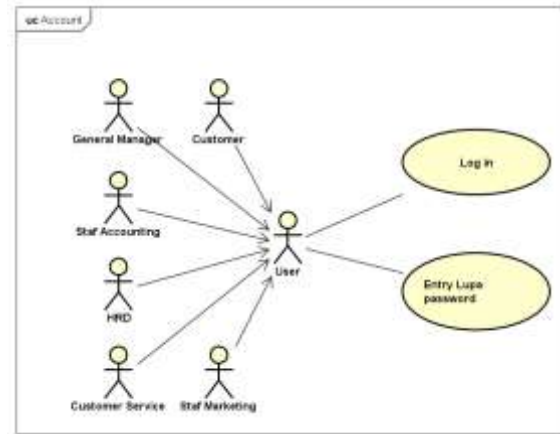 uc Account
General Manager
Customer
Log in
Staf Accounting
User
Entry Lupa
password
HRD
Customer Service
Staf Marketing